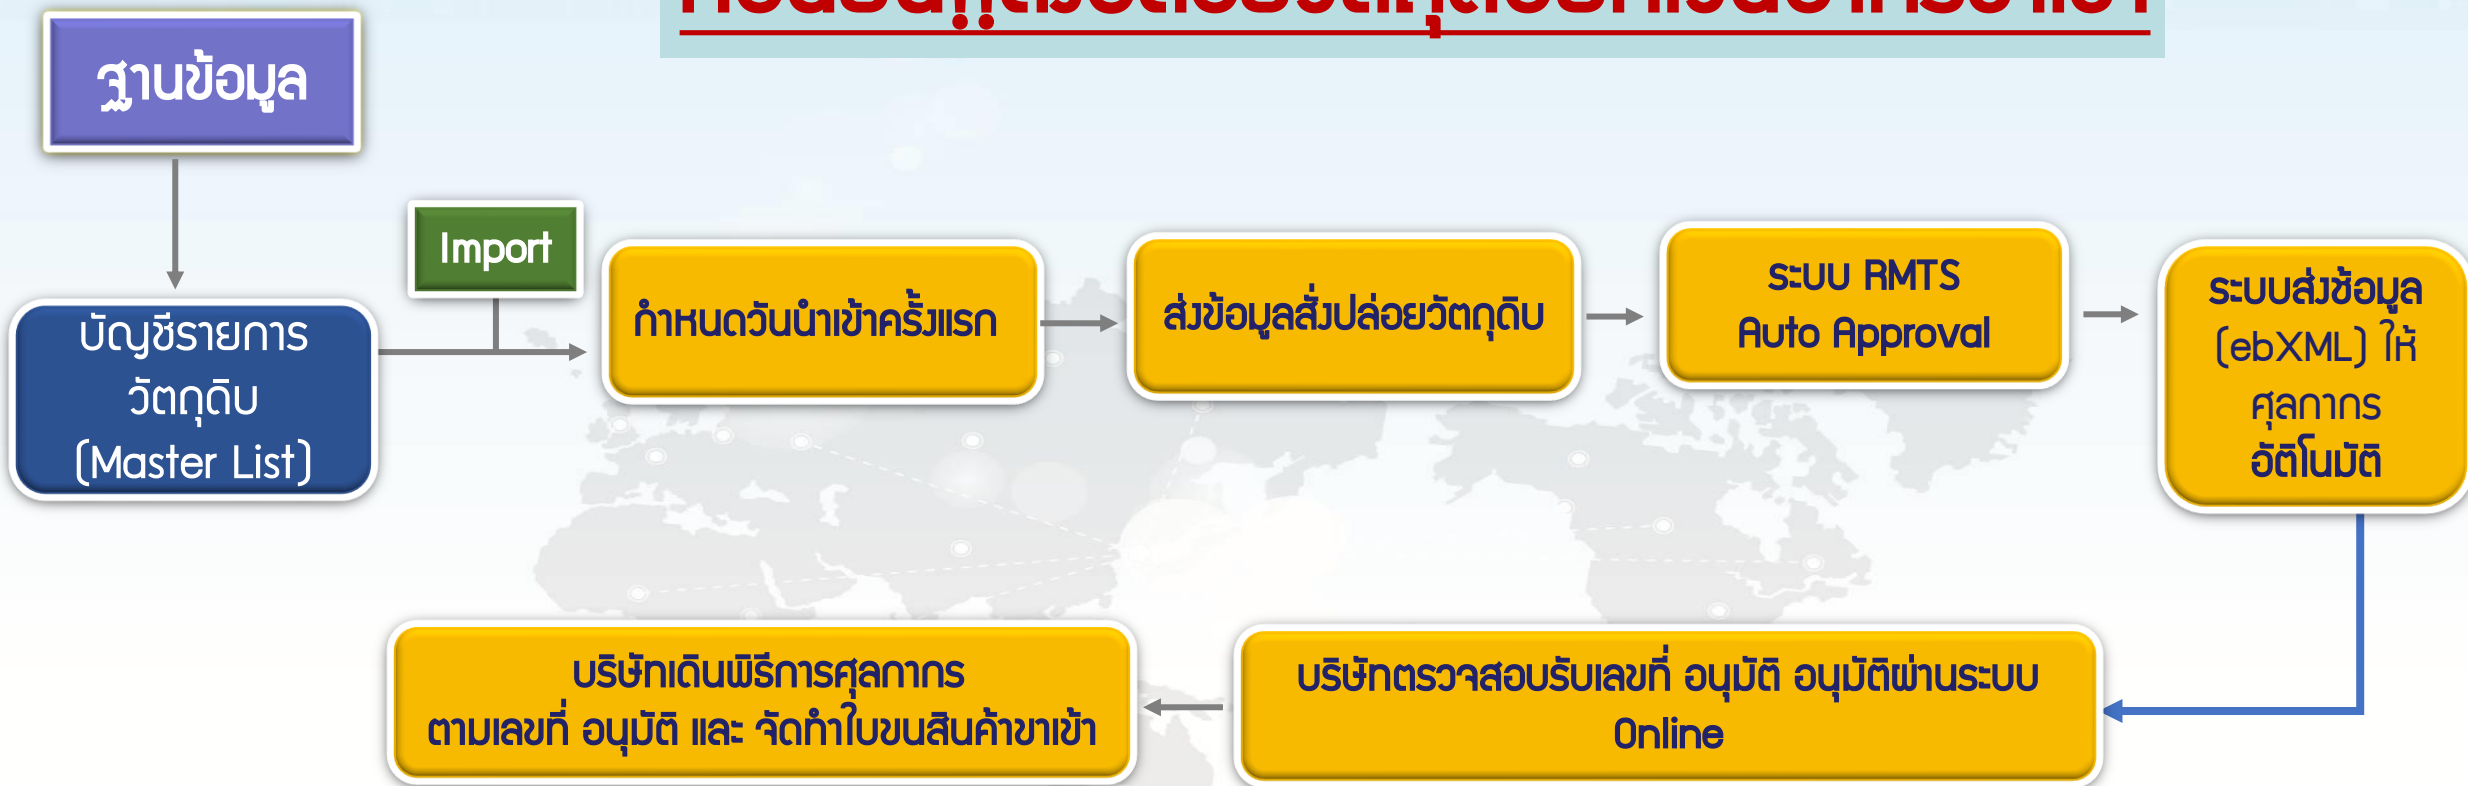 ฐานข้อมูล
Import
บัญชีรายการ
วัตถุดิบ
(Master List)
กำหนดวันนำเข้าครั้งแรก
ส่งข้อมูลสั่งปล่อยวัตถุดิบ
ระบบ RMTS
Auto Approval
ระบบส่งช้อมูล
(ebXML) ให้
ศุลกากร
อัติโนมัติ
บริษัทเดินพิธีการศุลกากร
ตามเลขที่ อนุมัติ และ จัดทำใบขนสินค้าขาเข้า
บริษัทตรวจสอบรับเลขที่ อนุมัติ อนุมัติผ่านระบบ
Online